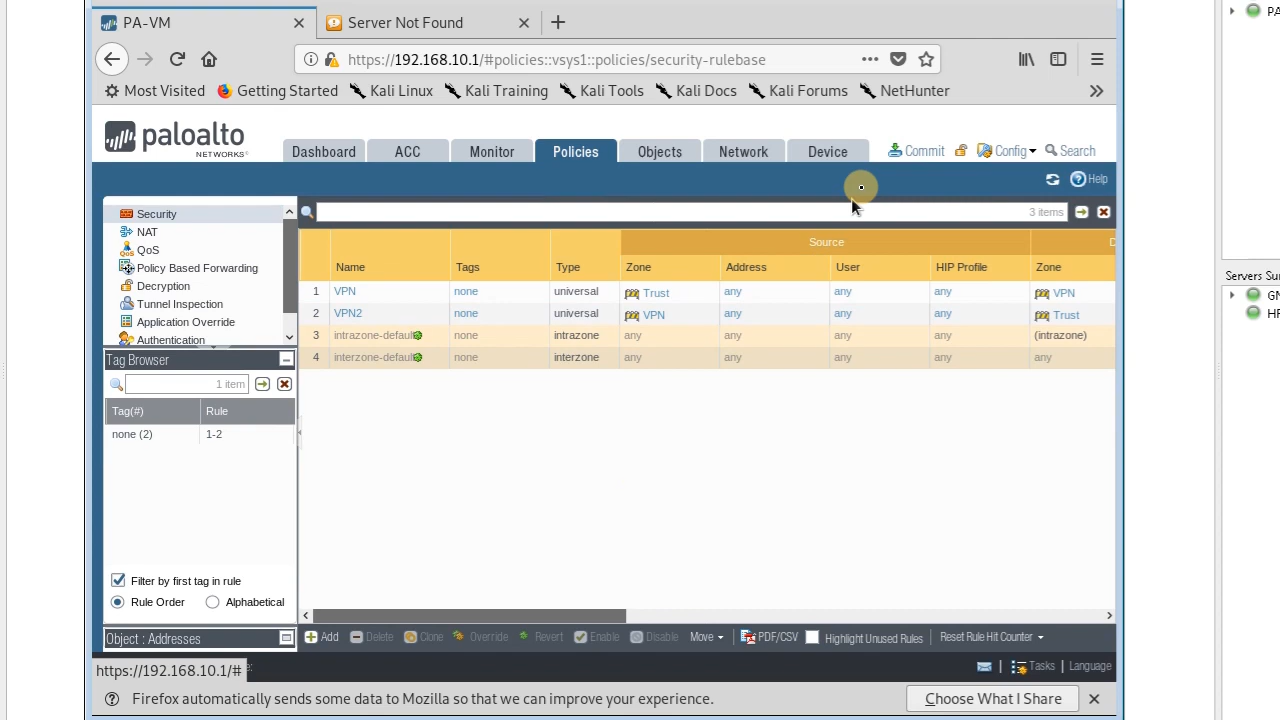 PA-VM
Server Not Found
PA
https://192.168.10.1/#policies::vsys1::policies/security-rulebase
Most Visited Getting Started Kali Linux Kali Training Kali Tools Kali Docs Kali Forums NetHunter
paloalto NETWORKS®
Dashboard ACC Monitor Policies Objects Network Device Commit Config Search
Help
Security
NAT
QoS
Policy Based Forwarding
Decryption
Tunnel Inspection
Application Override
Authentication
3 items
Source D
Name Tags Type Zone Address User HIP Profile Zone
1 VPN none universal Trust any any any VPN
2 VPN2 none universal VPN any any any Trust
3 intrazone-default none intrazone any any any any (intrazone)
4 interzone-default none interzone any any any any any
Tag Browser
1 item
Tag(#) Rule
none (2) 1-2
Filter by first tag in rule
Rule Order Alphabetical
Object : Addresses
Add Delete Clone Override Revert Enable Disable Move PDF/CSV Highlight Unused Rules Reset Rule Hit Counter
https://192.168.10.1/#
Tasks | Language
Firefox automatically sends some data to Mozilla so that we can improve your experience. Choose What I Share
Servers Su
GN